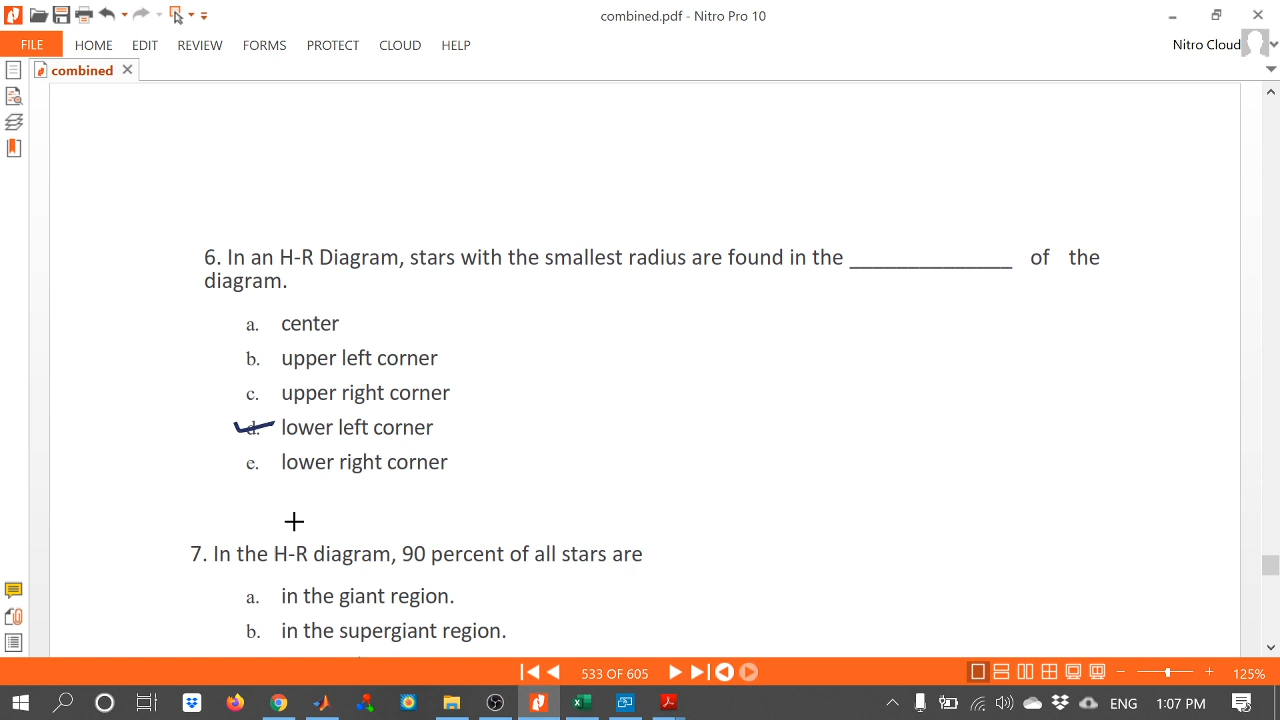 combined.pdf - Nitro Pro 10
FILE HOME EDIT REVIEW FORMS PROTECT CLOUD HELP
Nitro Cloud
combined
6. In an H-R Diagram, stars with the smallest radius are found in the ______________ of the
diagram.
a. center
b. upper left corner
c. upper right corner
d. lower left corner
e. lower right corner
7. In the H-R diagram, 90 percent of all stars are
a. in the giant region.
b. in the supergiant region.
533 OF 605
125%
ENG 1:07 PM